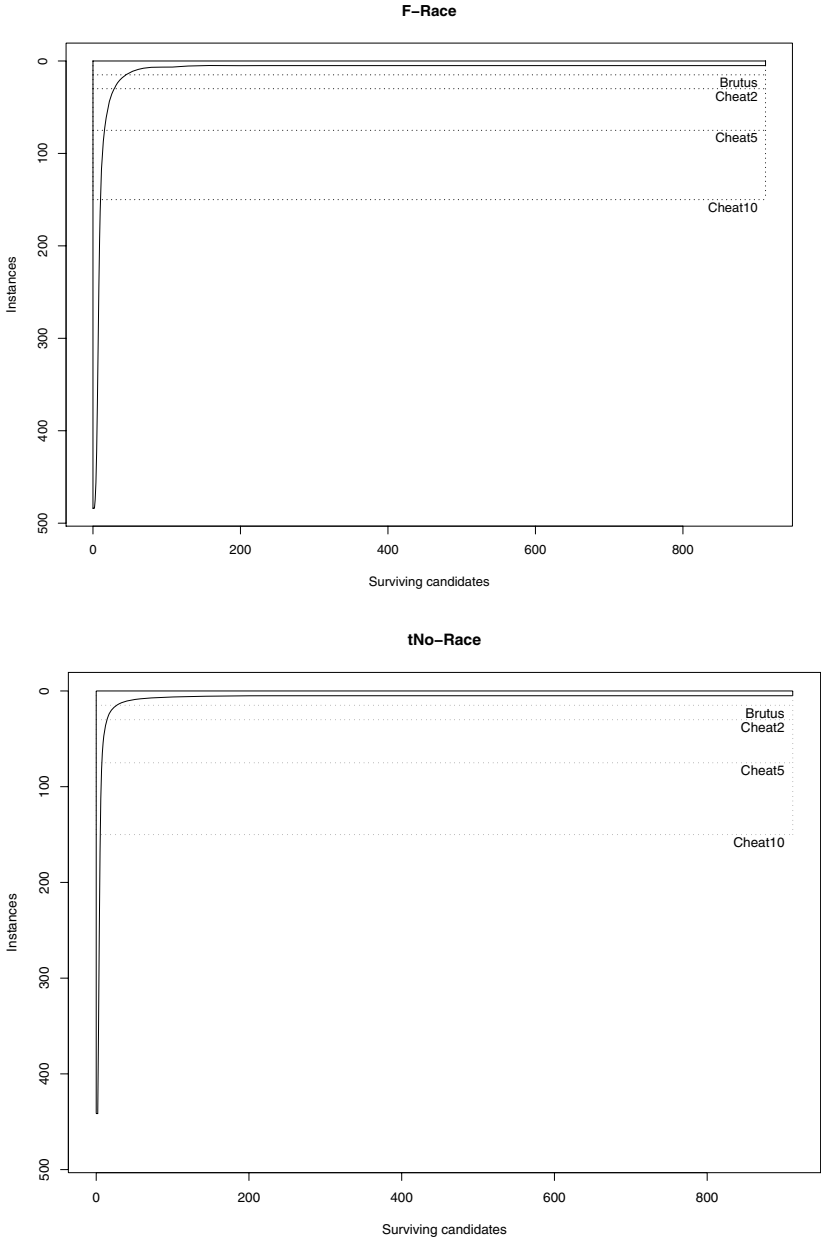 F−Race
0
100
200
300
400
500
Instances
Brutus
Cheat2
Cheat5
Cheat10
0 200 400 600 800
Surviving candidates
tNo−Race
0
100
200
300
400
500
Instances
Brutus
Cheat2
Cheat5
Cheat10
0 200 400 600 800
Surviving candidates